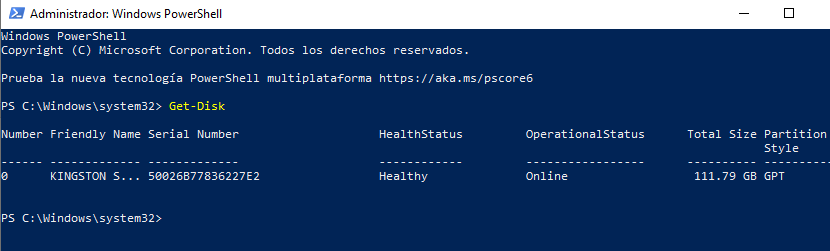 Administrador: Windows PowerShell
Windows PowerShell
Copyright (C) Microsoft Corporation. Todos los derechos reservados.
Prueba la nueva tecnología PowerShell multiplataforma https://aka.ms/pscore6
PS C:\Windows\system32> Get-Disk
Number Friendly Name Serial Number                    HealthStatus         OperationalStatus      Total Size Partition
                                                                                                             Style
------ ------------- -------------                    ------------         -----------------      ---------- ----------
0      KINGSTON S... 50026B77836227E2                 Healthy              Online                  111.79 GB GPT
PS C:\Windows\system32>